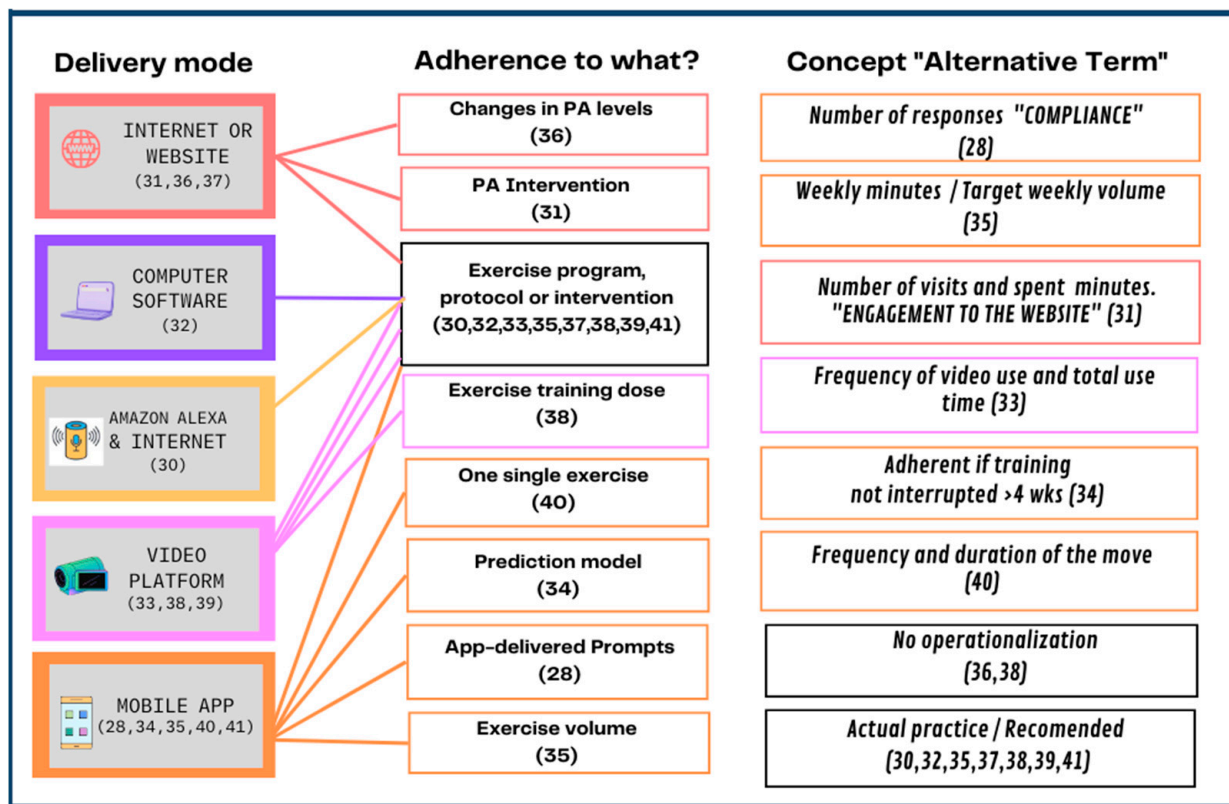 Delivery mode
INTERNET OR
WEBSITE
(31,36,37)
COMPUTER
SOFTWARE
(32)
AMAZON ALEXA
& INTERNET
(30)
VIDEO
PLATFORM
(33,38,39)
MOBILE APP
(28,34,35,40,41)
Adherence to what?
Changes in PA levels
(36)
PA Intervention
(31)
Exercise program,
protocol or intervention
(30,32,33,35,37,38,39,41)
Exercise training dose
(38)
One single exercise
(40)
Prediction model
(34)
App-delivered Prompts
(28)
Exercise volume
(35)
Concept "Alternative Term"
Number of responses "COMPLIANCE"
(28)
Weekly minutes / Target weekly volume
(35)
Number of visits and spent minutes.
"ENGAGEMENT TO THE WEBSITE" (31)
Frequency of video use and total use
time (33)
Adherent if training
not interrupted >4 wks (34)
Frequency and duration of the move
(40)
No operationalization
(36,38)
Actual practice / Recomended
(30,32,35,37,38,39,41)